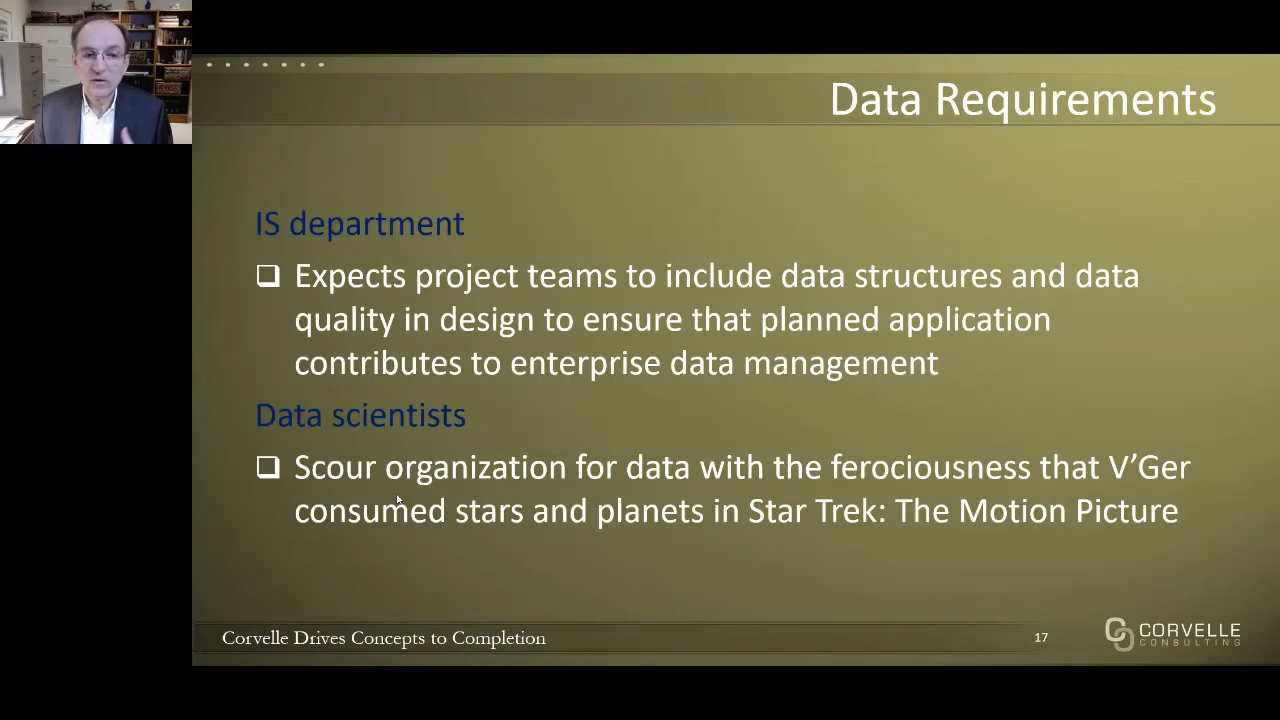 Data Requirements
IS department
Expects project teams to include data structures and data
quality in design to ensure that planned application
contributes to enterprise data management
Data scientists
Scour organization for data with the ferociousness that V’Ger
consumed stars and planets in Star Trek: The Motion Picture
Corvelle Drives Concepts to Completion
17
CORVELLE
CONSULTING